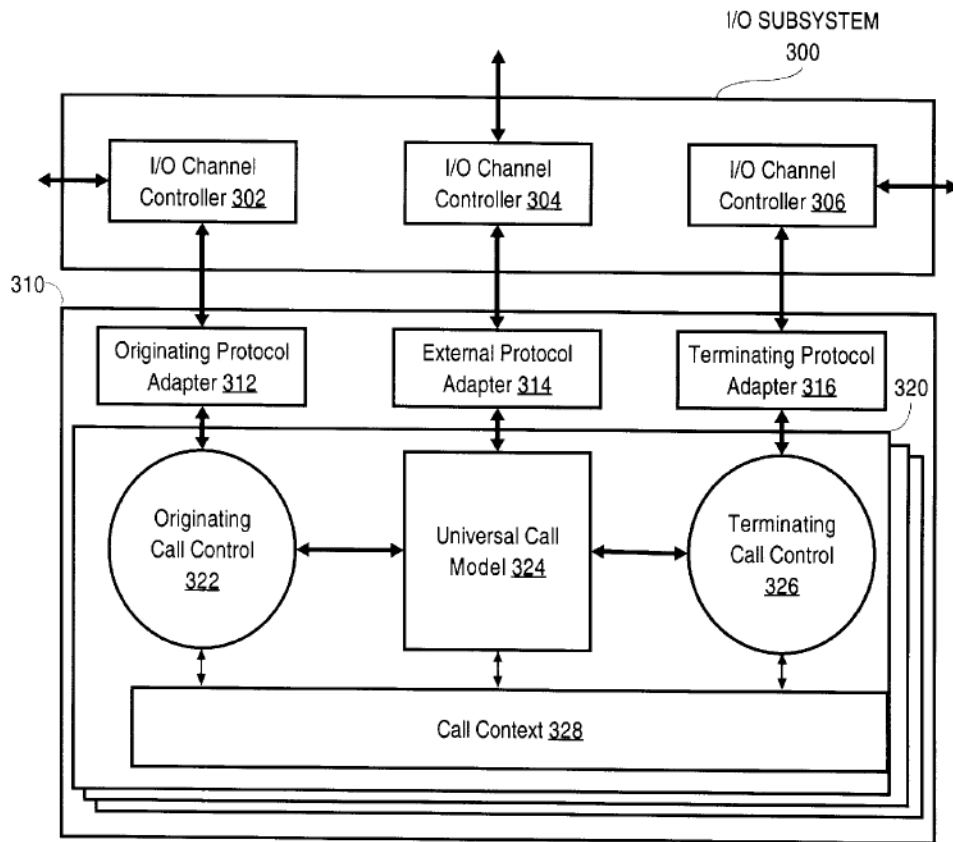 I/O SUBSYSTEM
300
I/O Channel
Controller 302
I/O Channel
Controller 304
I/O Channel
Controller 306
310
Originating Protocol
Adapter 312
External Protocol
Adapter 314
Terminating Protocol
Adapter 316
320
Originating
Call Control
322
Universal Call
Model 324
Terminating
Call Control
326
Call Context 328